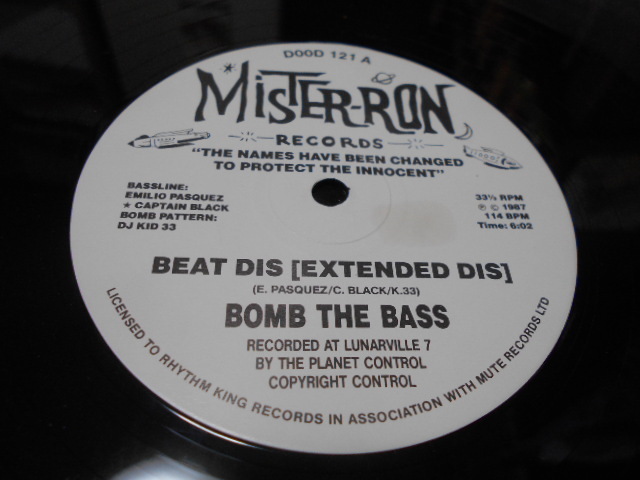 DOOD 121 A
MiSTER-RON
RECORDS
"THE NAMES HAVE BEEN CHANGED
TO PROTECT THE INNOCENT"
BASSLINE:
EMILIO PASQUEZ
★ CAPTAIN BLACK
BOMB PATTERN:
DJ KID 33
33⅓ RPM
℗ © 1987
114 BPM
Time: 6:02
BEAT DIS [EXTENDED DIS]
(E. PASQUEZ/C. BLACK/K.33)
BOMB THE BASS
RECORDED AT LUNARVILLE 7
BY THE PLANET CONTROL
COPYRIGHT CONTROL
LICENSED TO RHYTHM KING RECORDS IN ASSOCIATION WITH MUTE RECORDS LTD